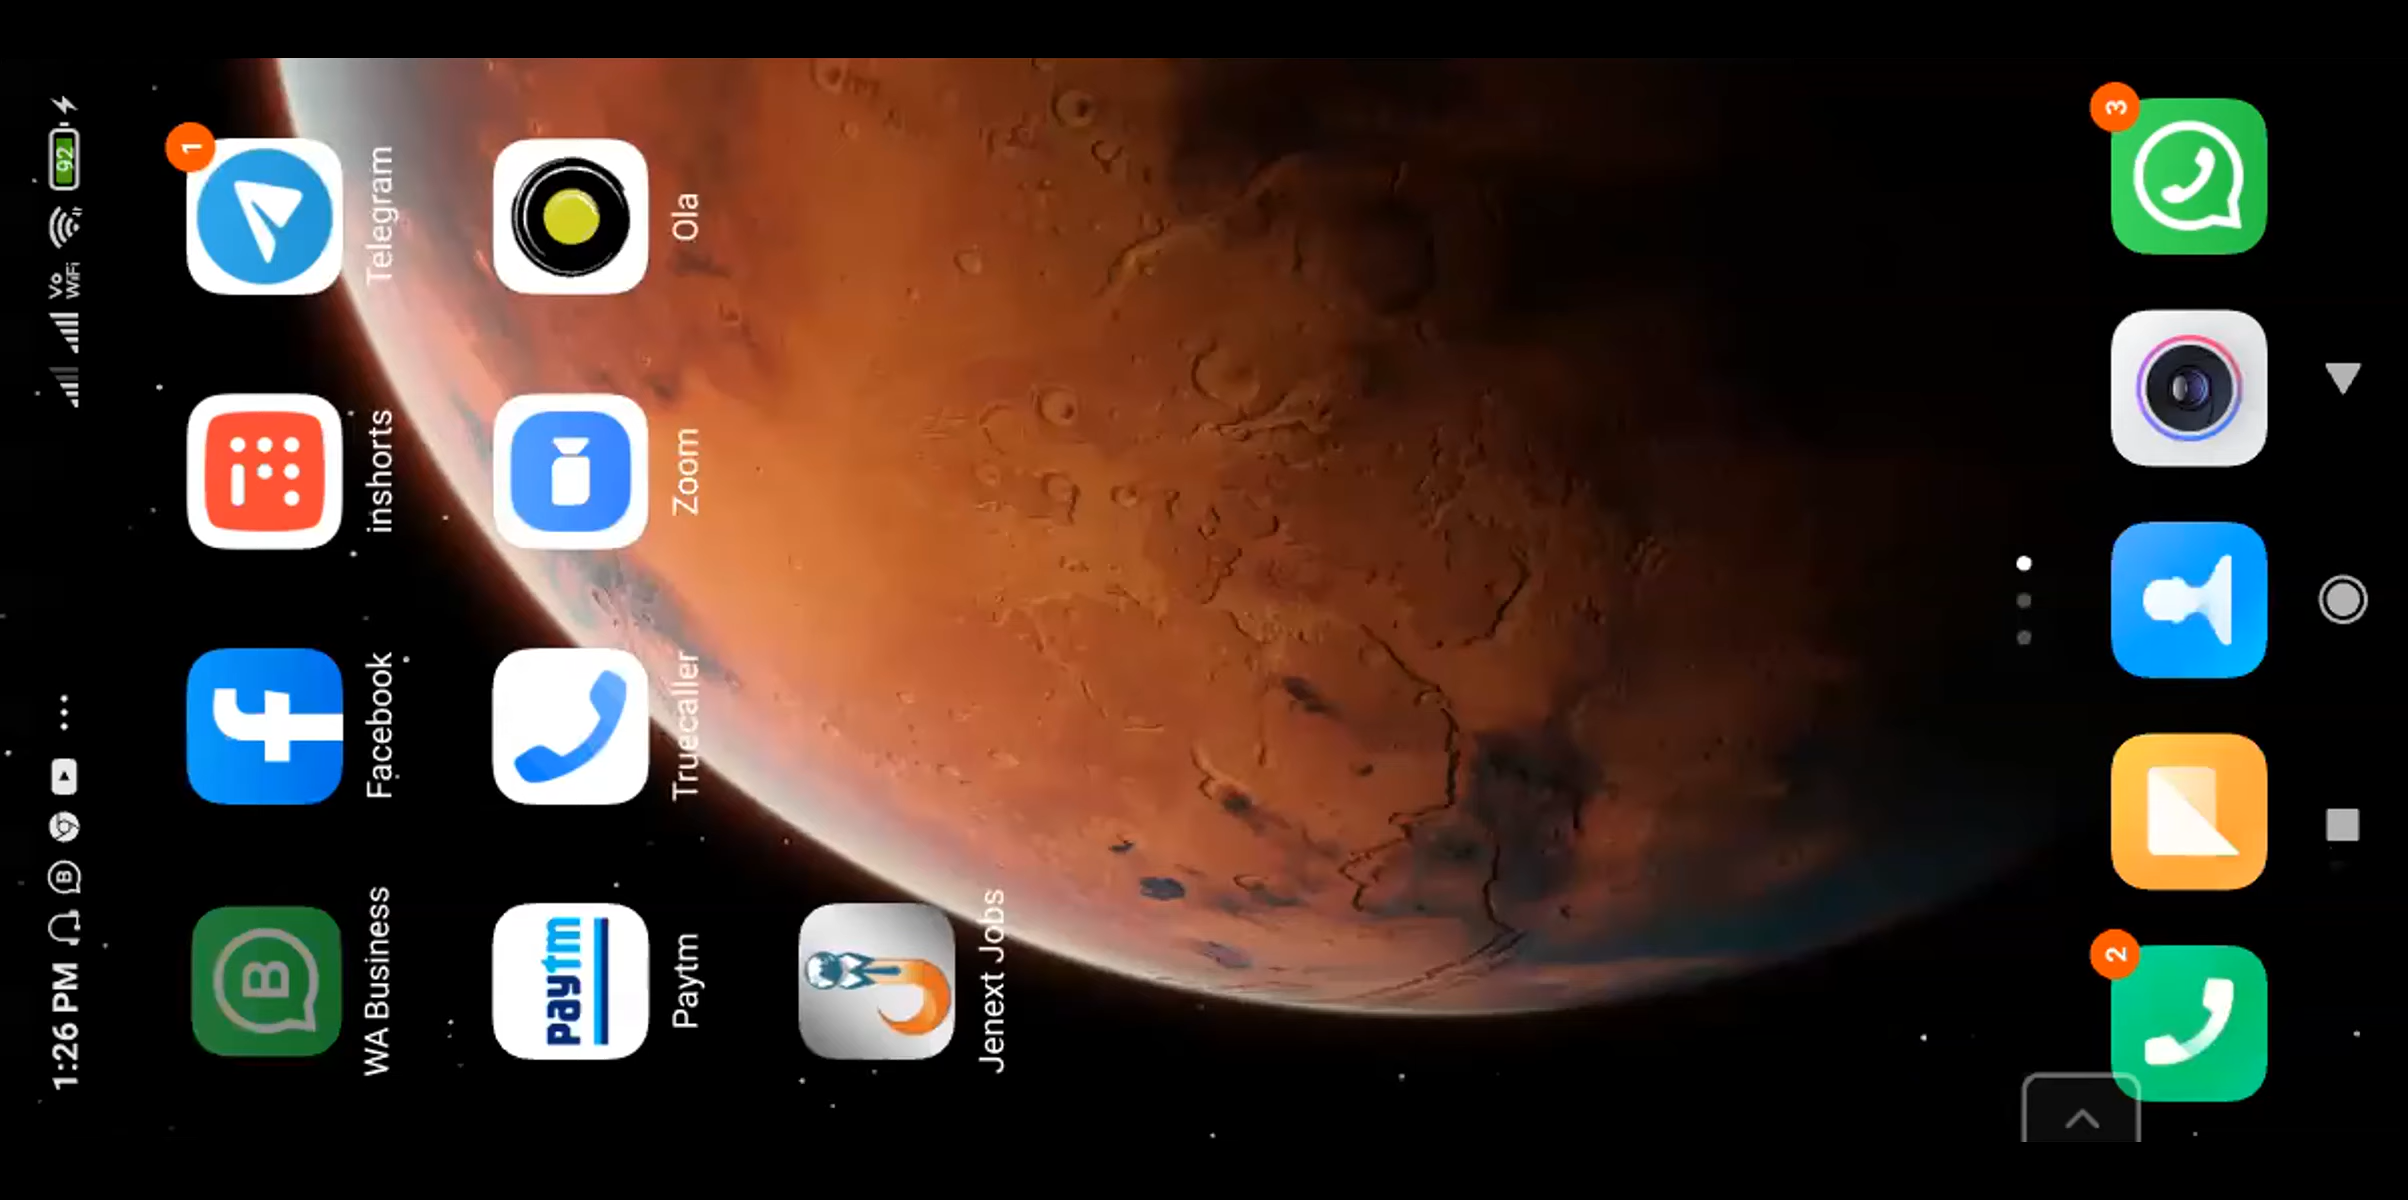 1:26 PM B ... Vo WiFi 92
WA Business Facebook inshorts Telegram 1
paytm
Paytm Truecaller Zoom Ola
Jenext Jobs
2 3